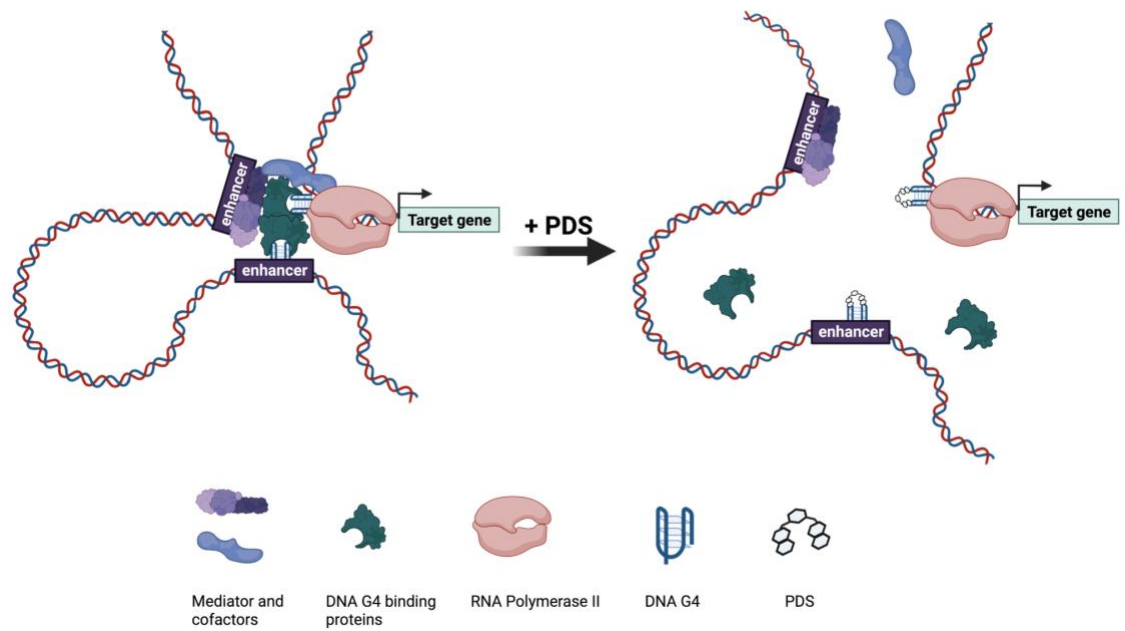 enhancer
Target gene
enhancer
+ PDS
enhancer
Target gene
enhancer
Mediator and
cofactors
DNA G4 binding
proteins
RNA Polymerase II
DNA G4
PDS